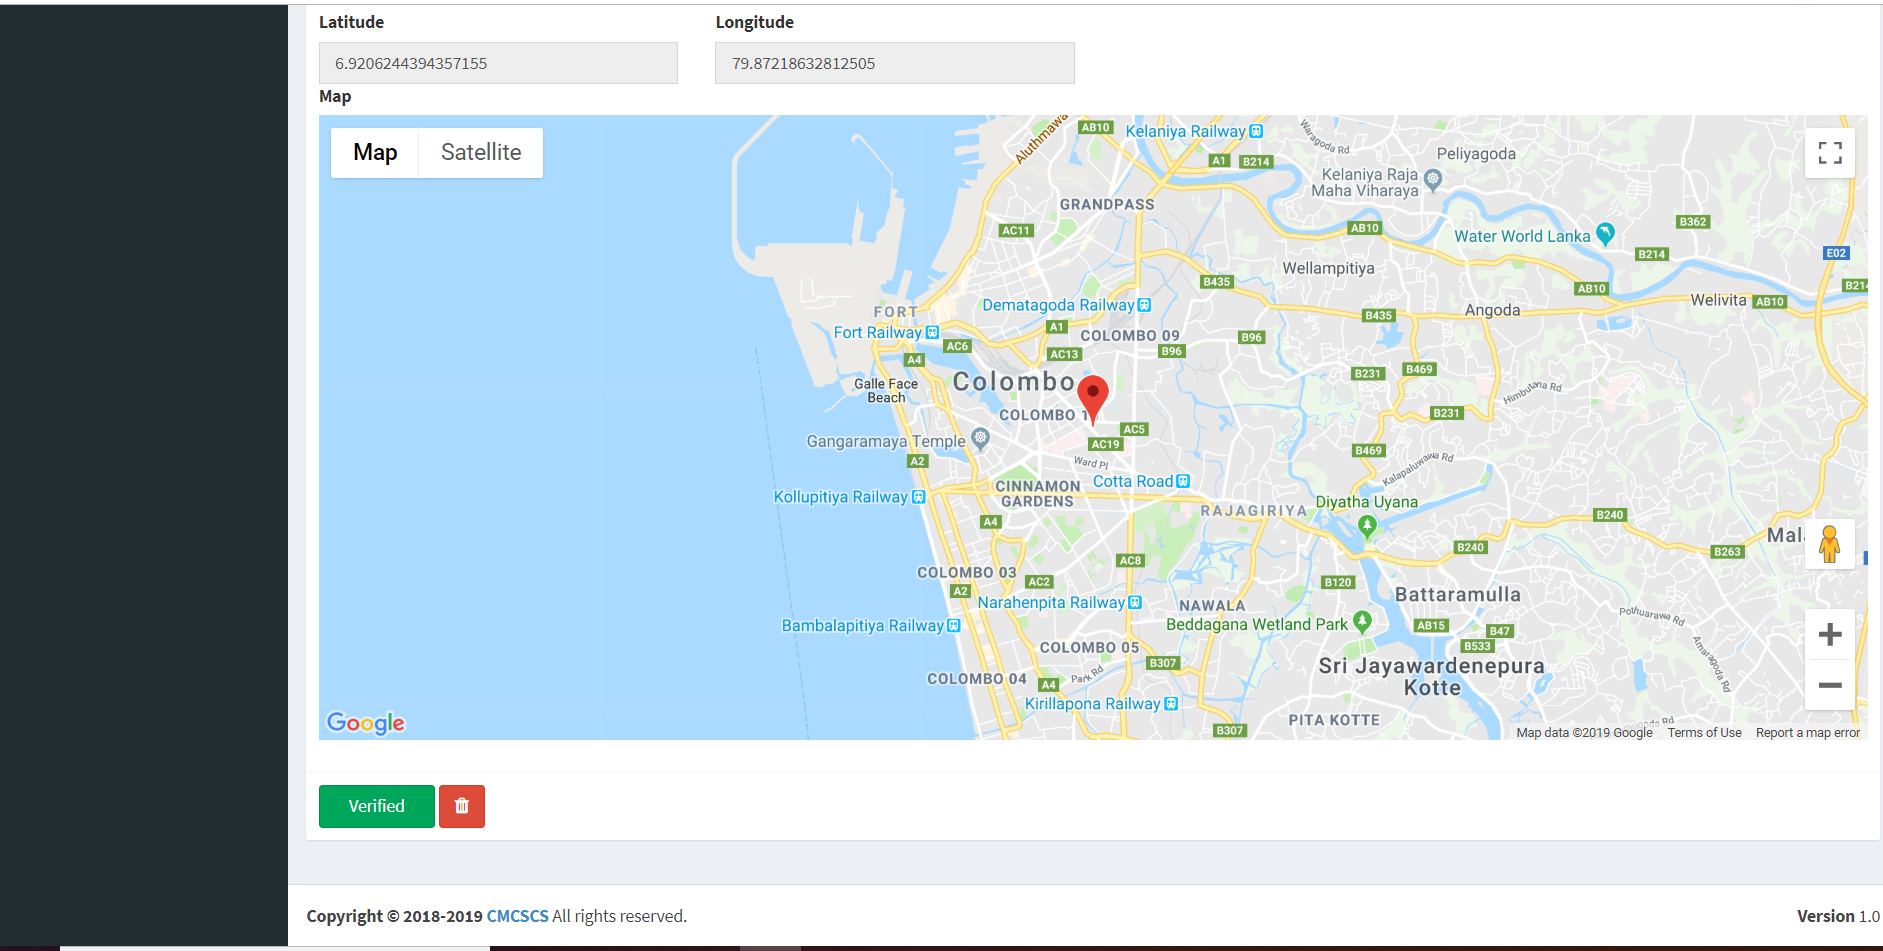 Latitude Longitude
6.9206244394357155 79.87218632812505
Map
Map Satellite
Aluthmawa
AB10
Kelaniya Railway
Waragoda Rd
A1
B214
Peliyagoda
Kelaniya Raja
Maha Viharaya
GRANDPASS
AC11
AB10
B362
Water World Lanka
B214
E02
Wellampitiya
B435
AB10
B214
Welivita
AB10
Dematagoda Railway
FORT
Angoda
B435
Fort Railway
A1
COLOMBO 09
B96
AC6
AC13
B96
A4
B231
B469
Colombo
Galle Face
Beach
Himbutana Rd
COLOMBO 1
B231
AC5
Gangaramaya Temple
AC19
B469
A2
Ward Pl
Kalapaluwawa Rd
Cotta Road
CINNAMON
GARDENS
Kollupitiya Railway
Diyatha Uyana
RAJAGIRIYA
A4
B240
Mal
B240
B263
AC8
COLOMBO 03
AC2
B120
A2
Battaramulla
Narahenpita Railway
NAWALA
Pothuarawa Rd
Bambalapitiya Railway
Beddagana Wetland Park
AB15
B47
B533
COLOMBO 05
Amaragoda Rd
B307
Sri Jayawardenepura
Kotte
COLOMBO 04
A4
Park Rd
Kirillapona Railway
PITA KOTTE
B307
Google
Map data ©2019 Google Terms of Use Report a map error
Verified
Copyright © 2018-2019 CMCSCS All rights reserved. Version 1.0